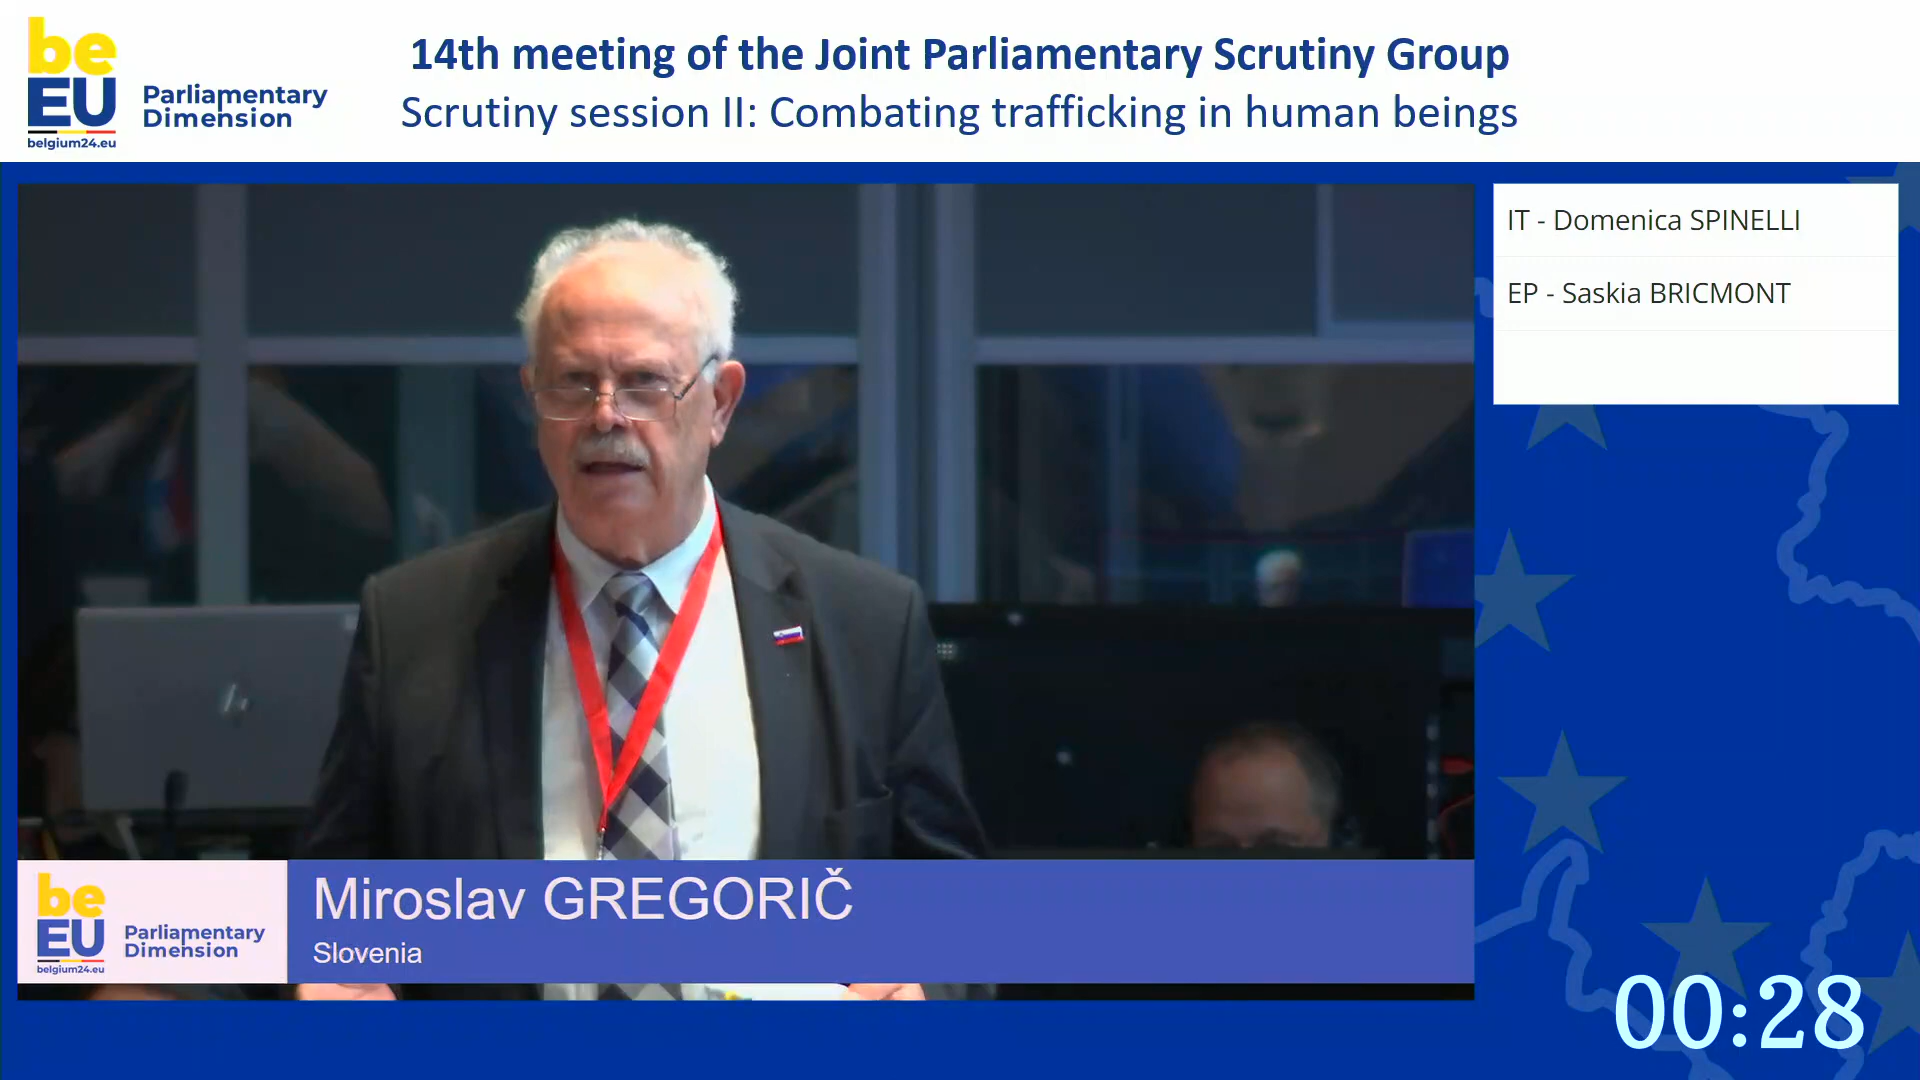 be
EU
belgium24.eu
Parliamentary
Dimension
14th meeting of the Joint Parliamentary Scrutiny Group
Scrutiny session II: Combating trafficking in human beings
IT - Domenica SPINELLI
EP - Saskia BRICMONT
hp
be
EU
belgium24.eu
Parliamentary
Dimension
Miroslav GREGORIČ
Slovenia
00:28